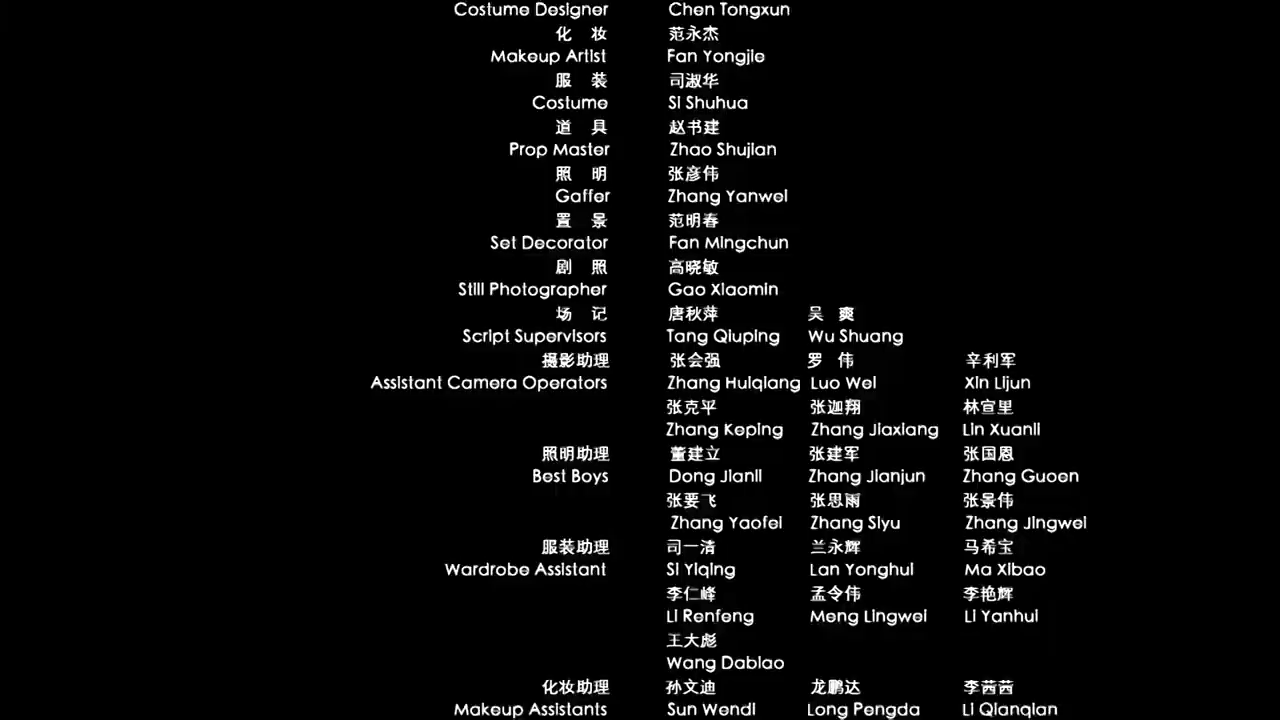 Costume Designer Chen Tongxun
化 妆 范永杰
Makeup Artist Fan Yongjie
服 装 司淑华
Costume Si Shuhua
道 具 赵书建
Prop Master Zhao Shujian
照 明 张彦伟
Gaffer Zhang Yanwei
置 景 范明春
Set Decorator Fan Mingchun
剧 照 高晓敏
Still Photographer Gao Xiaomin
场 记 唐秋萍 吴 爽
Script Supervisors Tang Qiuping Wu Shuang
摄影助理 张会强 罗 伟 辛利军
Assistant Camera Operators Zhang Huiqiang Luo Wei Xin Lijun
张克平 张迦翔 林宣里
Zhang Keping Zhang Jiaxiang Lin Xuanli
照明助理 董建立 张建军 张国恩
Best Boys Dong Jianli Zhang Jianjun Zhang Guoen
张要飞 张思雨 张景伟
Zhang Yaofei Zhang Siyu Zhang Jingwei
服装助理 司一清 兰永辉 马希宝
Wardrobe Assistant Si Yiqing Lan Yonghui Ma Xibao
李仁峰 孟令伟 李艳辉
Li Renfeng Meng Lingwei Li Yanhui
王大彪
Wang Dabiao
化妆助理 孙文迪 龙鹏达 李茜茜
Makeup Assistants Sun Wendi Long Pengda Li Qianqian